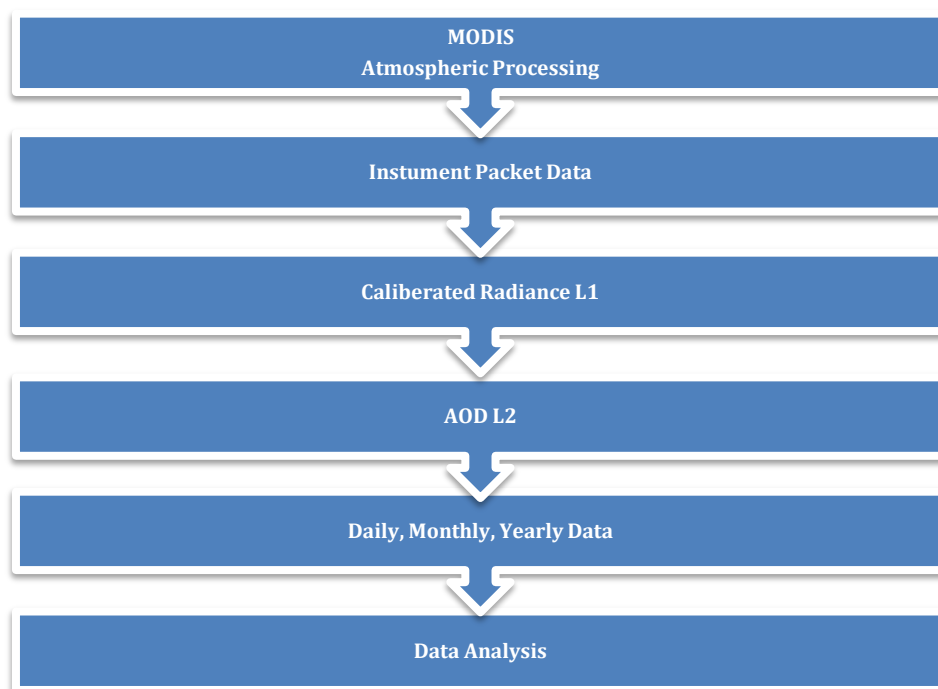 MODIS
Atmospheric Processing
Instument Packet Data
Caliberated Radiance L1
AOD L2
Daily, Monthly, Yearly Data
Data Analysis